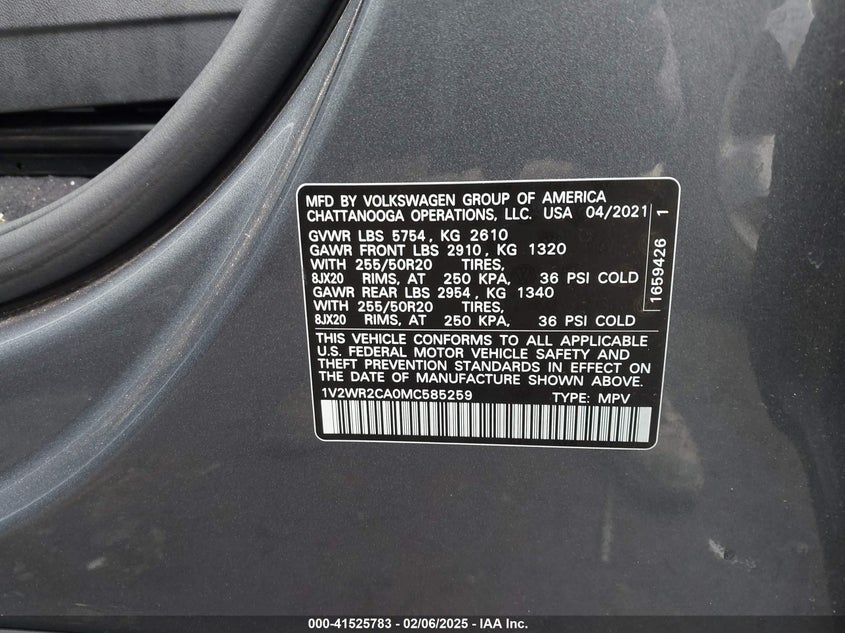 MFD BY VOLKSWAGEN GROUP OF AMERICA
CHATTANOOGA OPERATIONS, LLC. USA 04/2021
GVWR LBS 5754, KG 2610
GAWR FRONT LBS 2910, KG 1320
WITH 255/50R20 TIRES,
8JX20 RIMS, AT 250 KPA, 36 PSI COLD
GAWR REAR LBS 2954, KG 1340
WITH 255/50R20 TIRES,
8JX20 RIMS, AT 250 KPA, 36 PSI COLD
1659426 1
THIS VEHICLE CONFORMS TO ALL APPLICABLE
U.S. FEDERAL MOTOR VEHICLE SAFETY AND
THEFT PREVENTION STANDARDS IN EFFECT ON
THE DATE OF MANUFACTURE SHOWN ABOVE.
1V2WR2CA0MC585259 TYPE: MPV
000-41525783 - 02/06/2025 - IAA Inc.